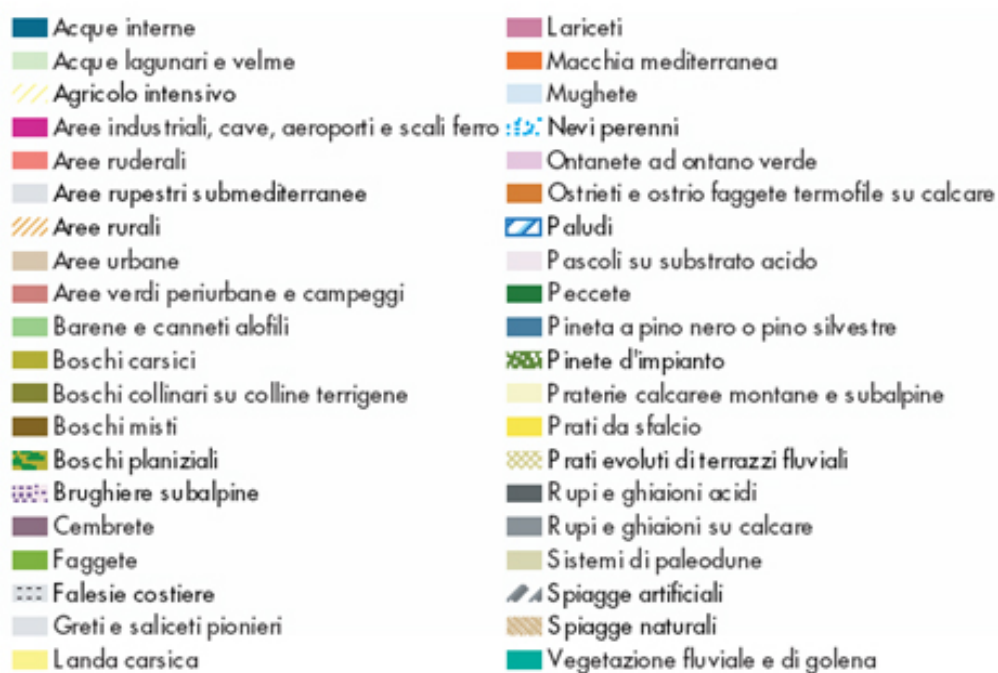 Acque interne
Acque lagunari e velme
Agricolo intensivo
Aree industriali, cave, aeroporti e scali ferro
Aree ruderali
Aree rupestri submediterranee
Aree rurali
Aree urbane
Aree verdi periurbane e campeggi
Barene e canneti alofili
Boschi carsici
Boschi collinari su colline terrigene
Boschi misti
Boschi planiziali
Brughiere subalpine
Cembrete
Faggete
Falesie costiere
Greti e saliceti pionieri
Landa carsica
Lariceti
Macchia mediterranea
Mughete
Nevi perenni
Ontanete ad ontano verde
Ostrieti e ostrio faggete termofile su calcare
Paludi
Pascoli su substrato acido
Peccete
Pineta a pino nero o pino silvestre
Pinete d'impianto
Praterie calcaree montane e subalpine
Prati da sfalcio
Prati evoluti di terrazzi fluviali
Rupi e ghiaioni acidi
Rupi e ghiaioni su calcare
Sistemi di paleodune
Spiagge artificiali
Spiagge naturali
Vegetazione fluviale e di golena